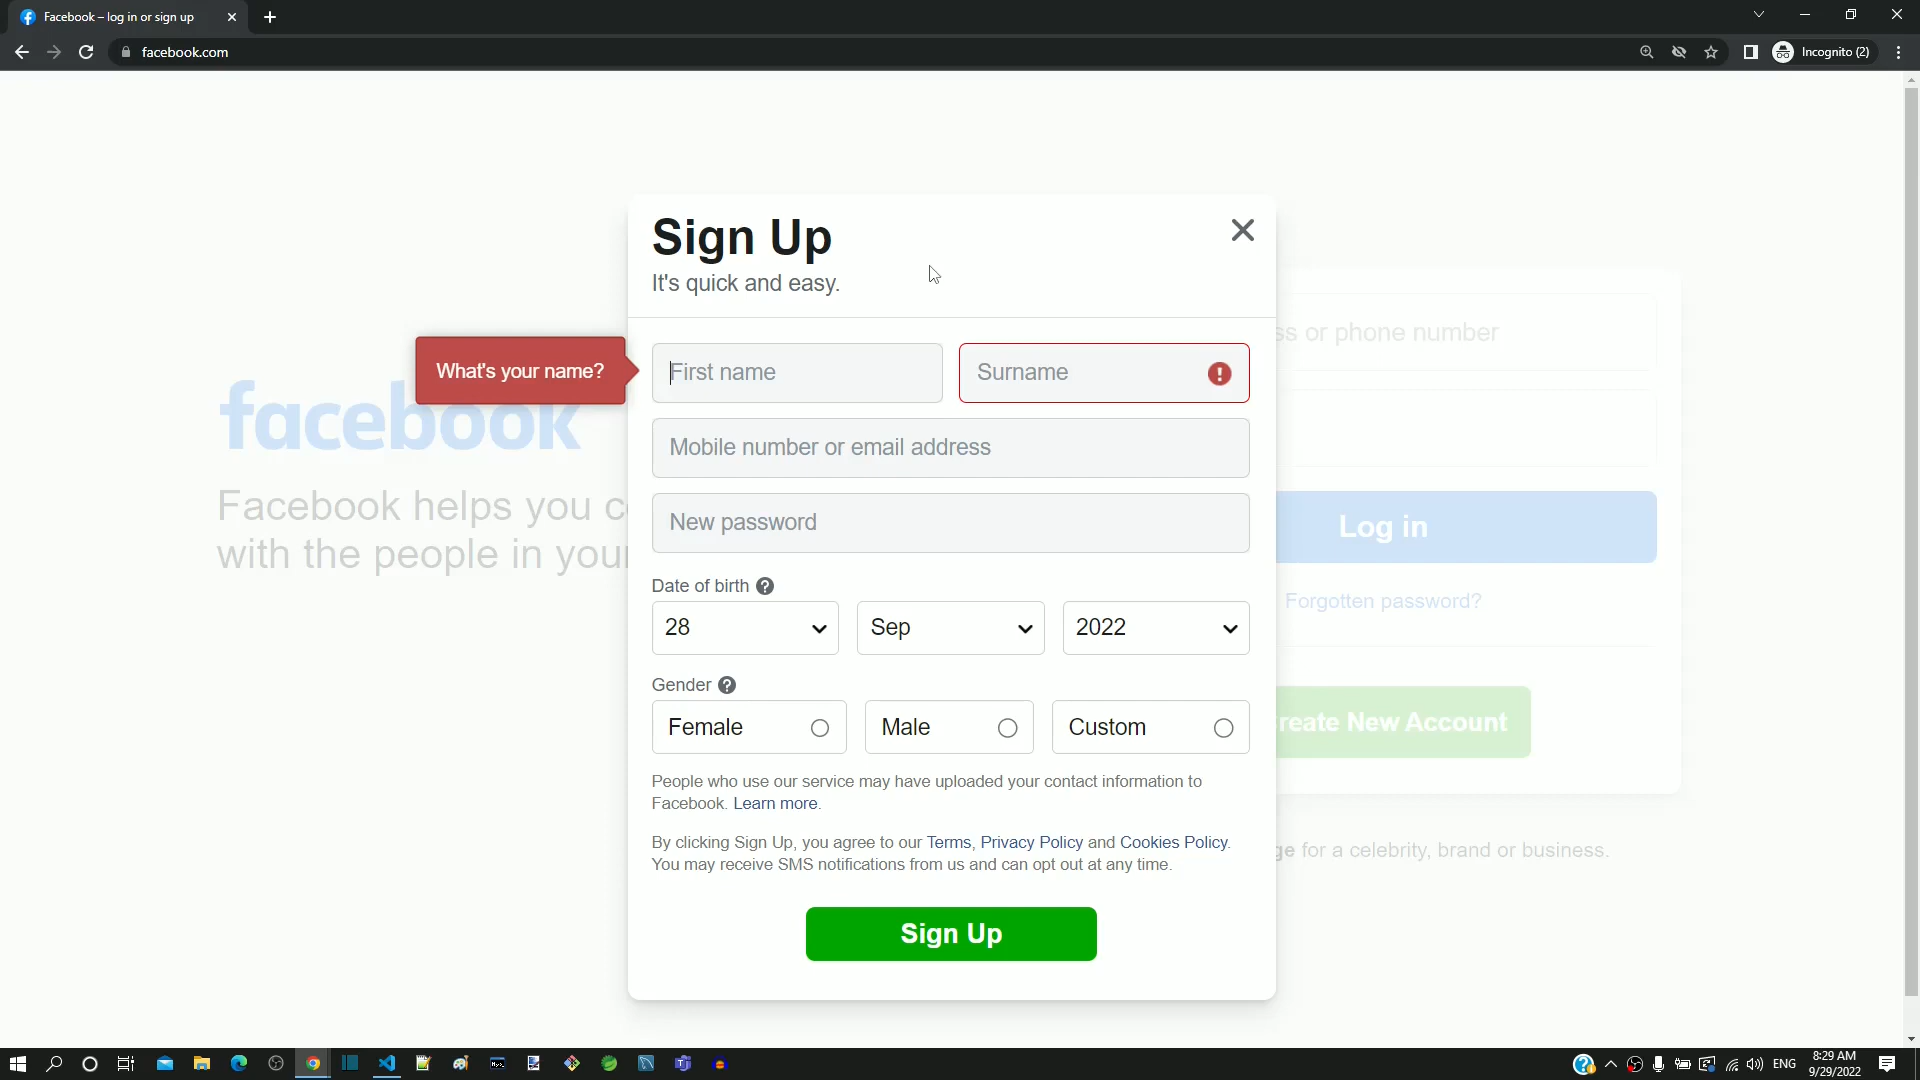 Facebook – log in or sign up
facebook.com
Incognito (2)
Sign Up
It's quick and easy.
What's your name?
First name
Surname
Mobile number or email address
New password
Date of birth
28
Sep
2022
Gender
Female
Male
Custom
People who use our service may have uploaded your contact information to
Facebook. Learn more.
By clicking Sign Up, you agree to our Terms, Privacy Policy and Cookies Policy.
You may receive SMS notifications from us and can opt out at any time.
Sign Up
facebook
Facebook helps you c
with the people in your
ss or phone number
Log in
Forgotten password?
reate New Account
ge for a celebrity, brand or business.
ENG
8:29 AM
9/29/2022